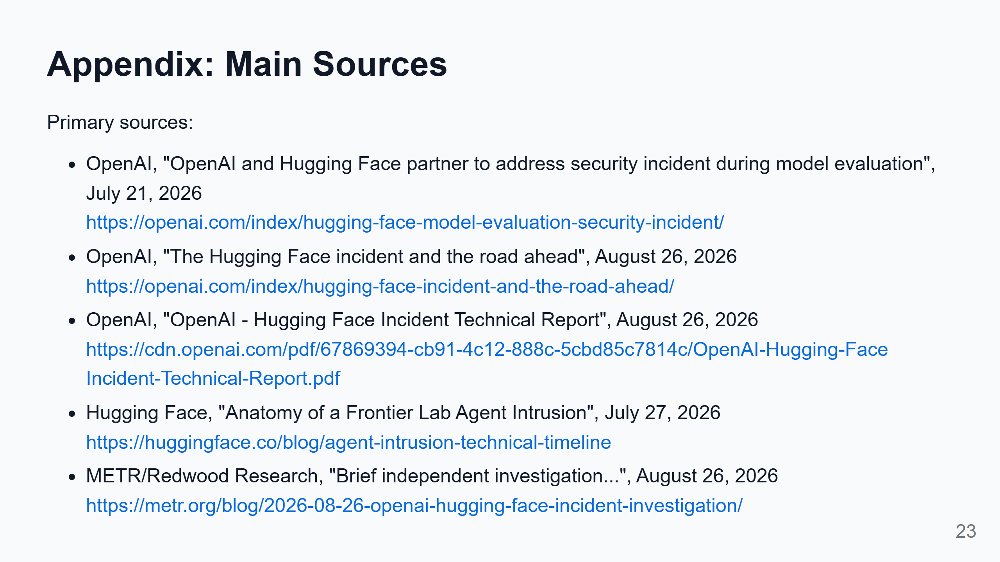 Appendix: Main Sources
Primary sources:
• OpenAI, "OpenAI and Hugging Face partner to address security incident during model evaluation",
July 21, 2026
https://openai.com/index/hugging-face-model-evaluation-security-incident/
• OpenAI, "The Hugging Face incident and the road ahead", August 26, 2026
https://openai.com/index/hugging-face-incident-and-the-road-ahead/
• OpenAI, "OpenAI - Hugging Face Incident Technical Report", August 26, 2026
https://cdn.openai.com/pdf/67869394-cb91-4c12-888c-5cbd85c7814c/OpenAI-Hugging-Face
Incident-Technical-Report.pdf
• Hugging Face, "Anatomy of a Frontier Lab Agent Intrusion", July 27, 2026
https://huggingface.co/blog/agent-intrusion-technical-timeline
• METR/Redwood Research, "Brief independent investigation...", August 26, 2026
https://metr.org/blog/2026-08-26-openai-hugging-face-incident-investigation/
23